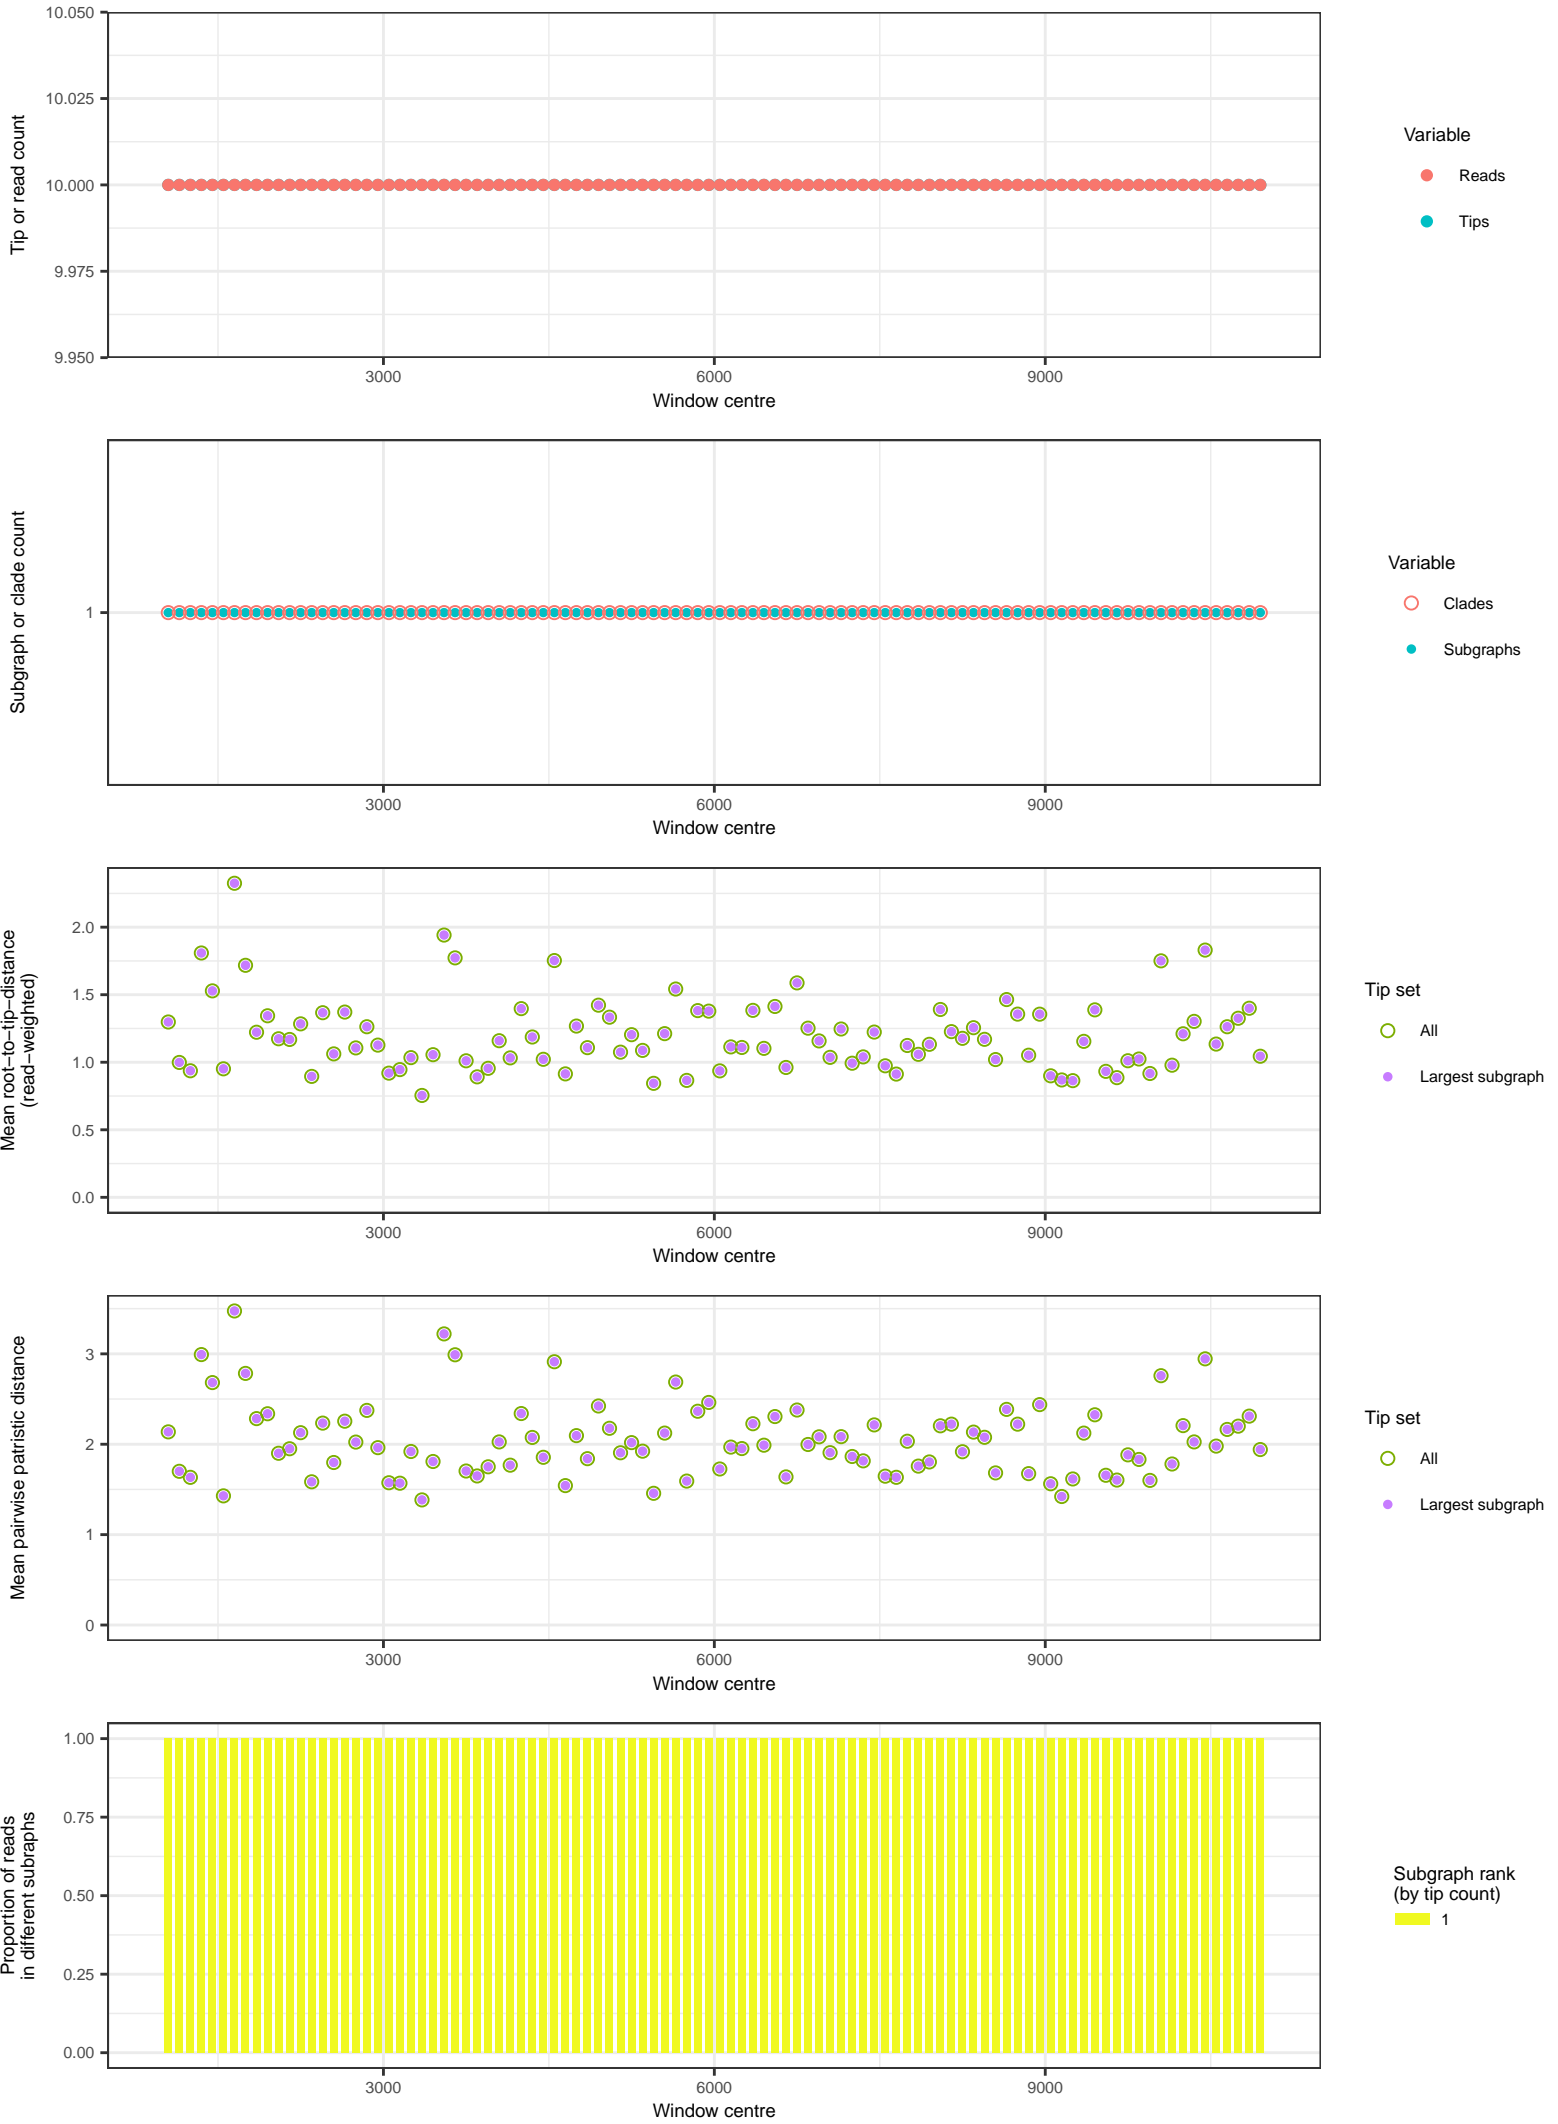 10.050
10.025
10.000
9.975
9.950
Tip or read count
3000 6000 9000
Window centre
Variable
Reads
Tips
1
Subgraph or clade count
3000 6000 9000
Window centre
Variable
Clades
Subgraphs
2.0
1.5
1.0
0.5
0.0
Mean root−to−tip−distance
(read−weighted)
3000 6000 9000
Window centre
Tip set
All
Largest subgraph
3
2
1
0
Mean pairwise patristic distance
3000 6000 9000
Window centre
Tip set
All
Largest subgraph
1.00
0.75
0.50
0.25
0.00
Proportion of reads
in different subraphs
3000 6000 9000
Window centre
Subgraph rank
(by tip count)
1